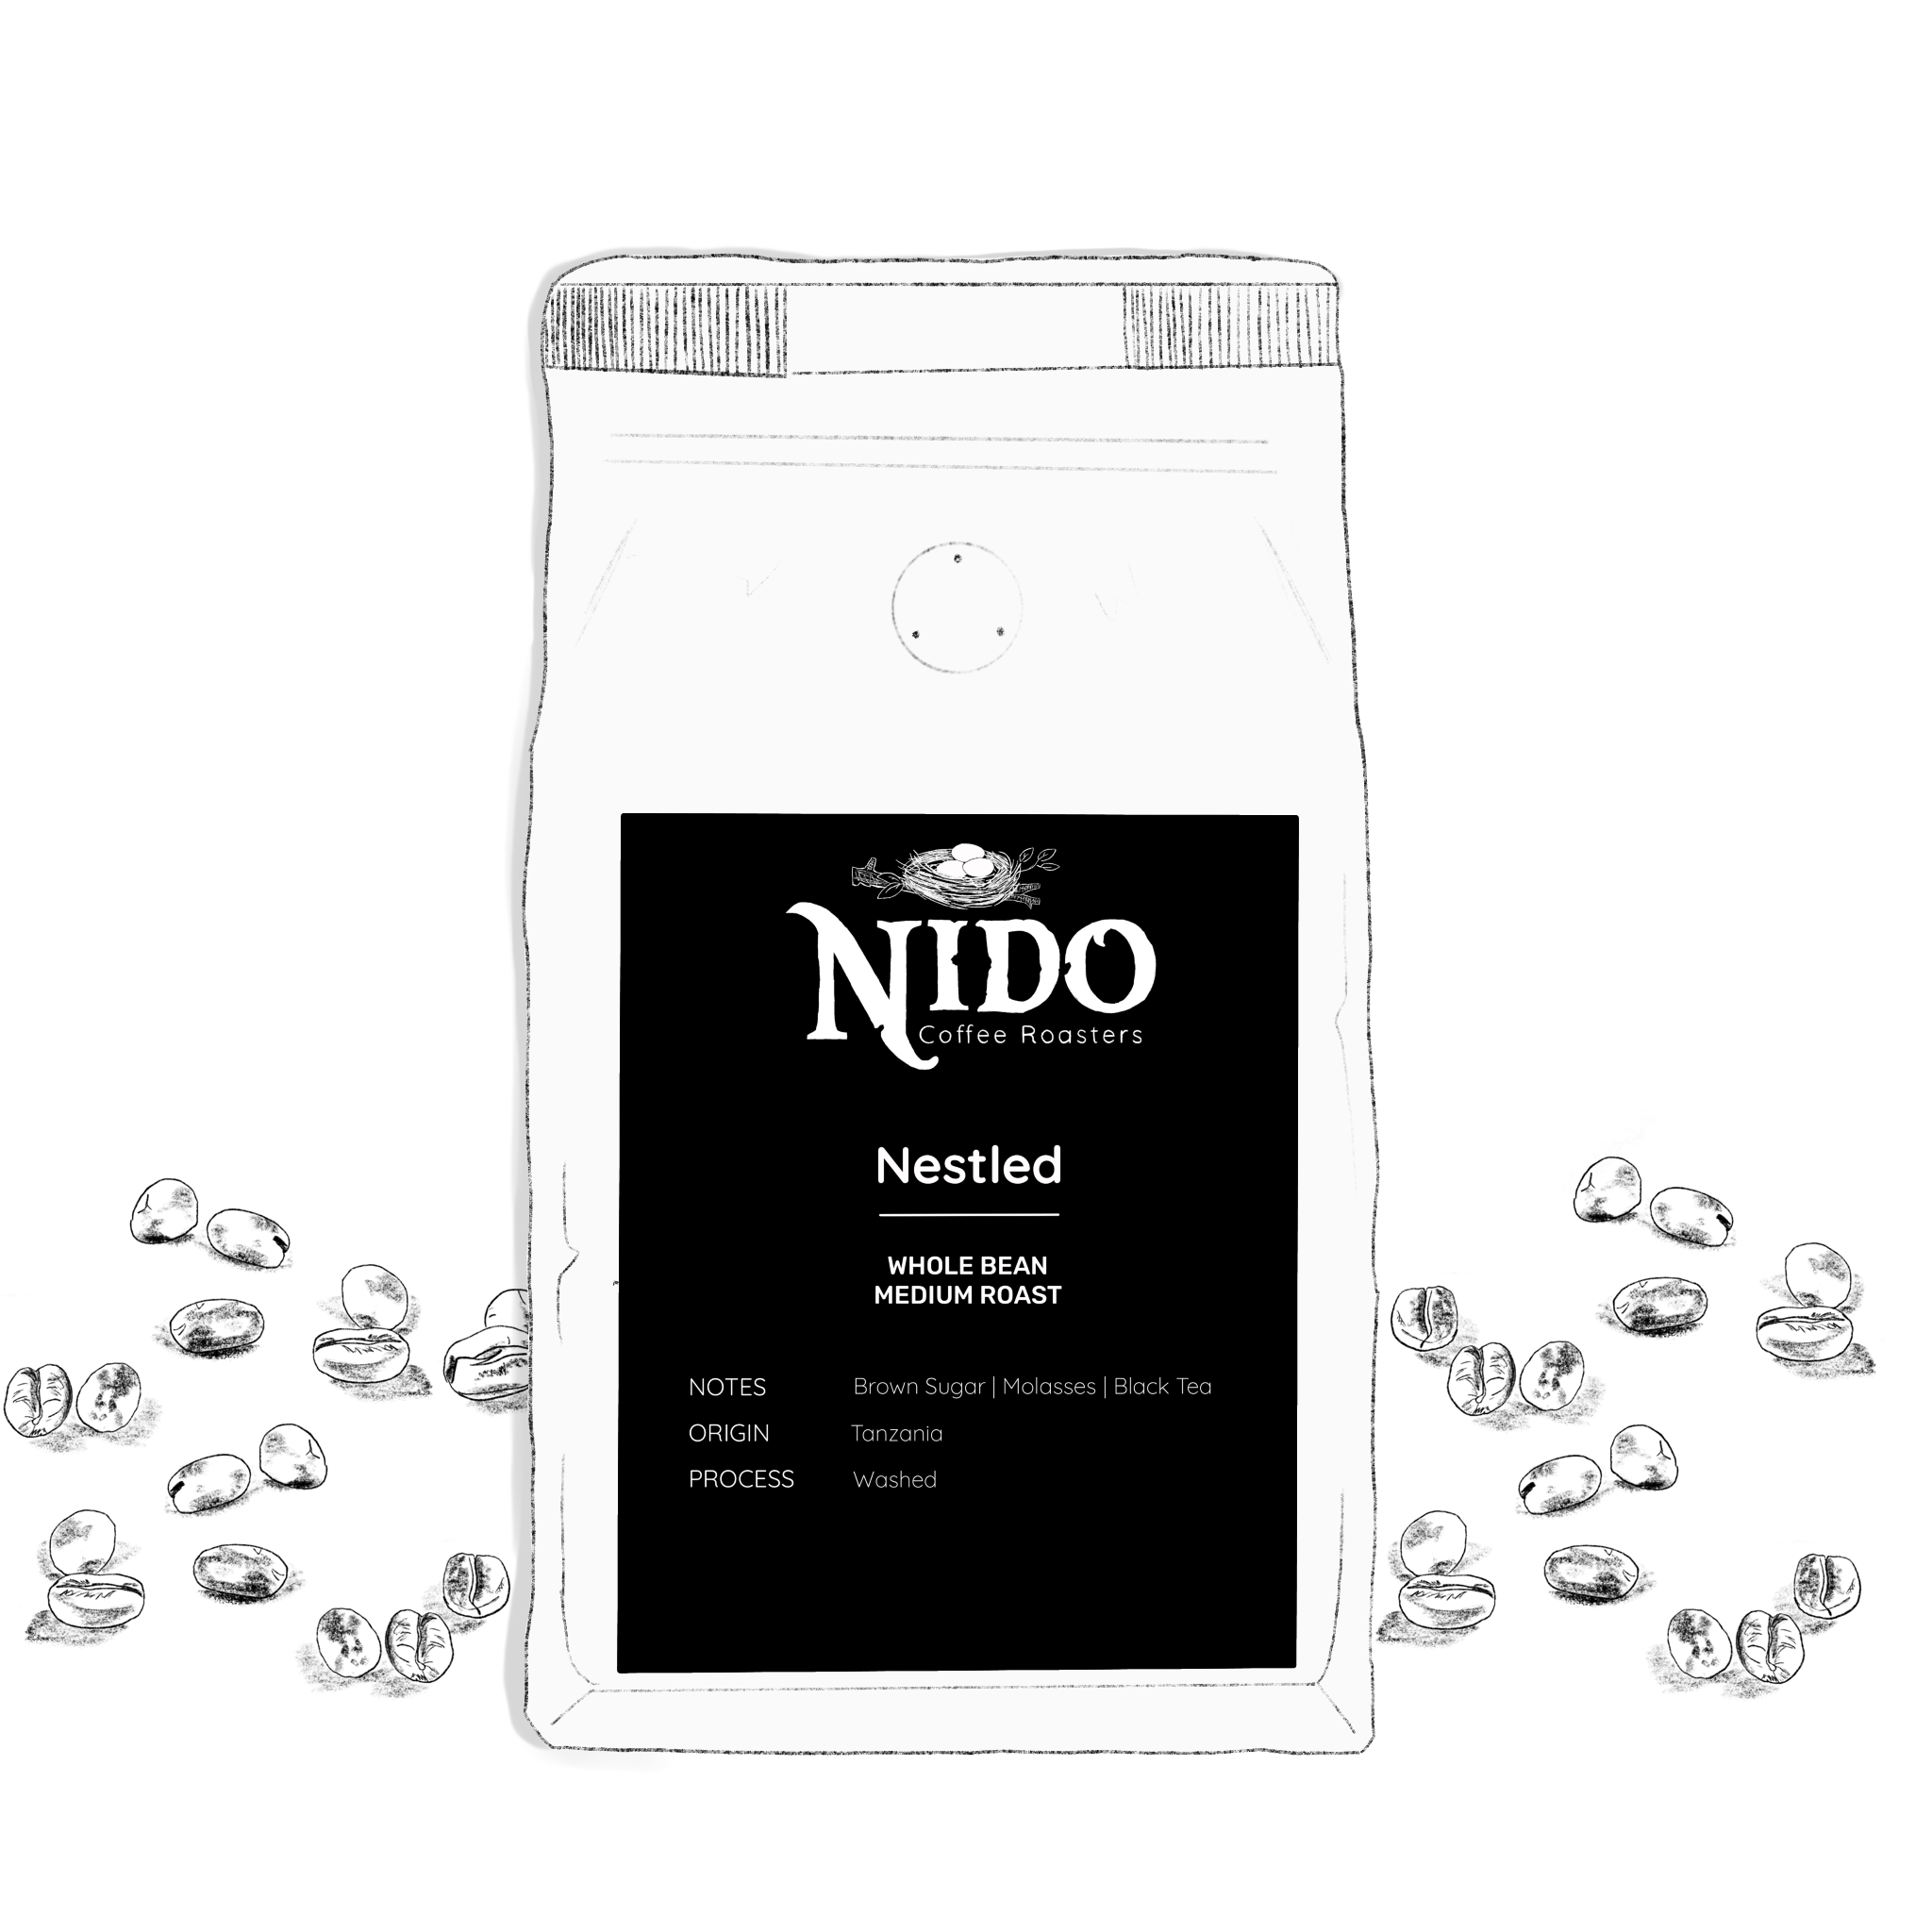 NIDO
Coffee Roasters
Nestled
WHOLE BEAN
MEDIUM ROAST
NOTES Brown Sugar | Molasses | Black Tea
ORIGIN Tanzania
PROCESS Washed